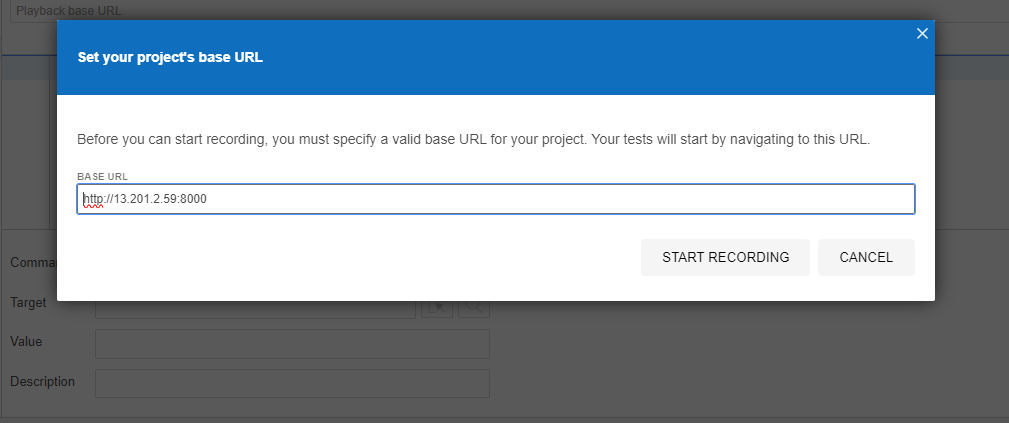 Playback base URL
Set your project's base URL
Before you can start recording, you must specify a valid base URL for your project. Your tests will start by navigating to this URL.
BASE URL
http://13.201.2.59:8000
START RECORDING
CANCEL
Comma
Target
Value
Description